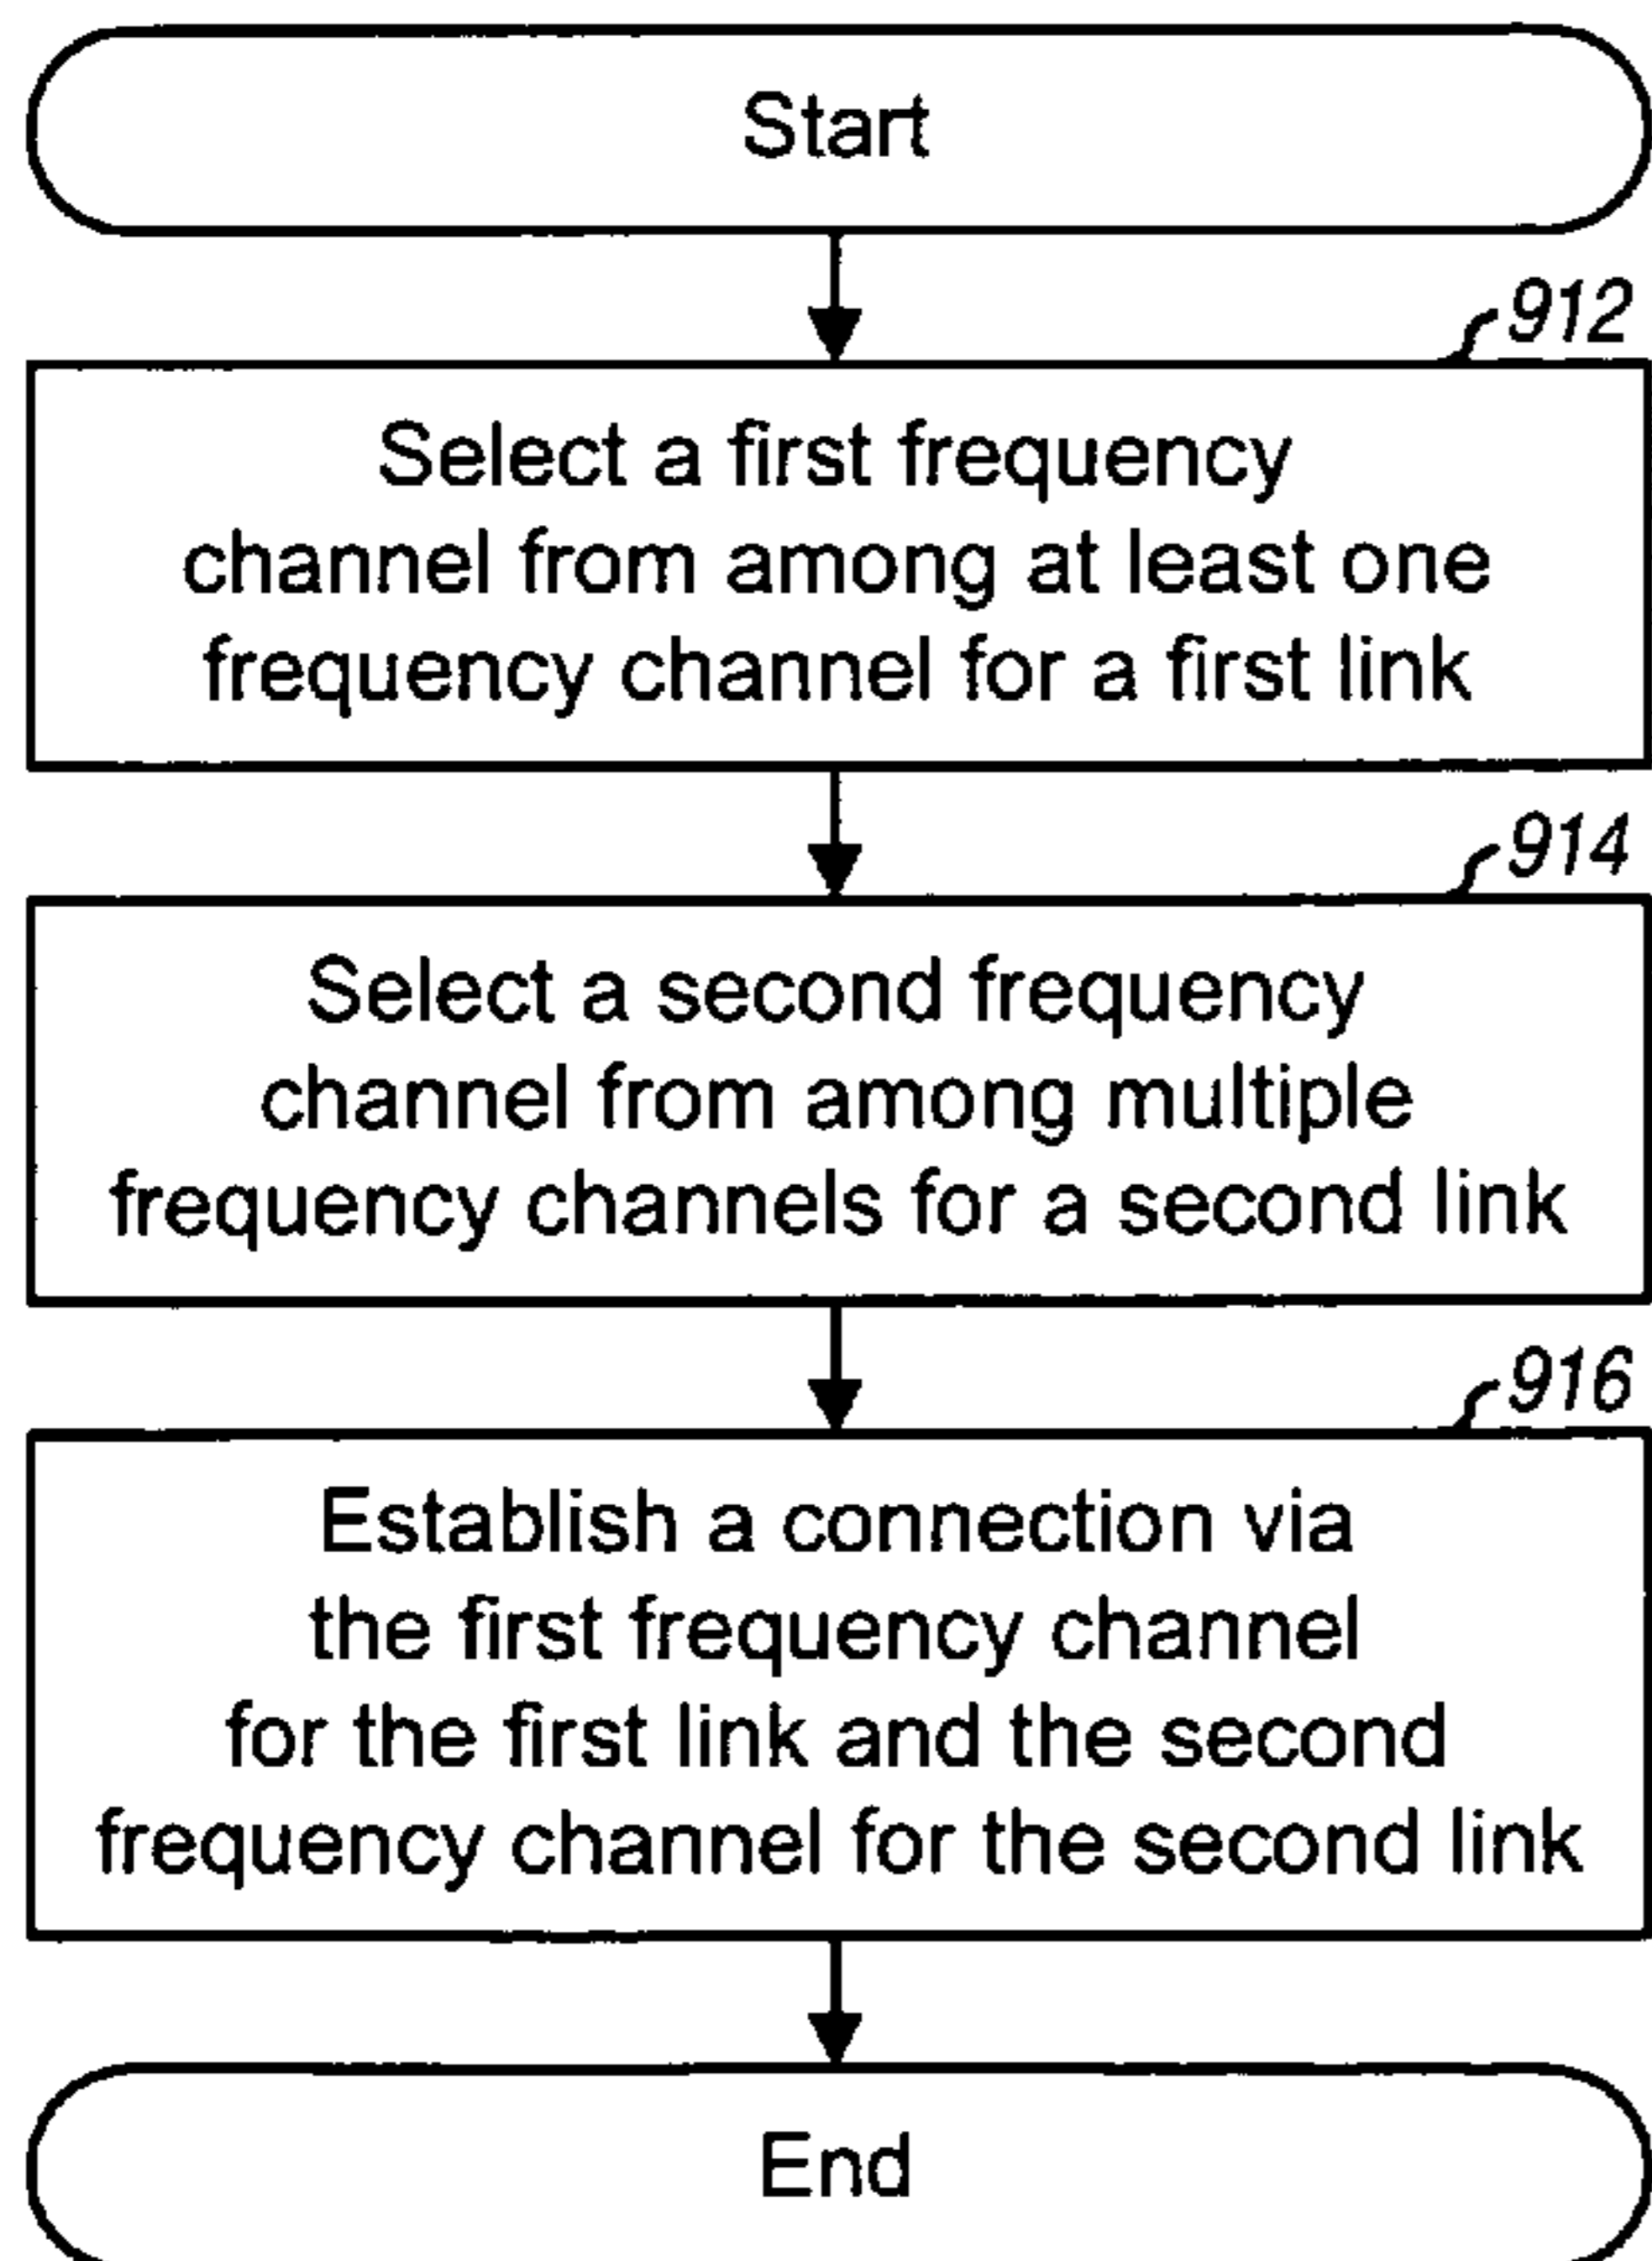 Start
912
Select a first frequency
channel from among at least one
frequency channel for a first link
914
Select a second frequency
channel from among multiple
frequency channels for a second link
916
Establish a connection via
the first frequency channel
for the first link and the second
frequency channel for the second link
End